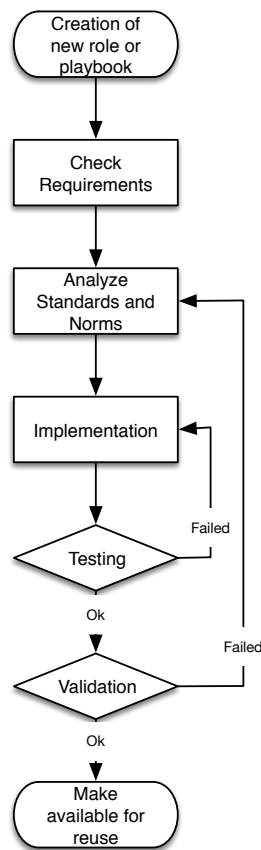 Creation of
new role or
playbook
Check
Requirements
Analyze
Standards and
Norms
Implementation
Failed
Testing
Ok
Failed
Validation
Ok
Make
available for
reuse